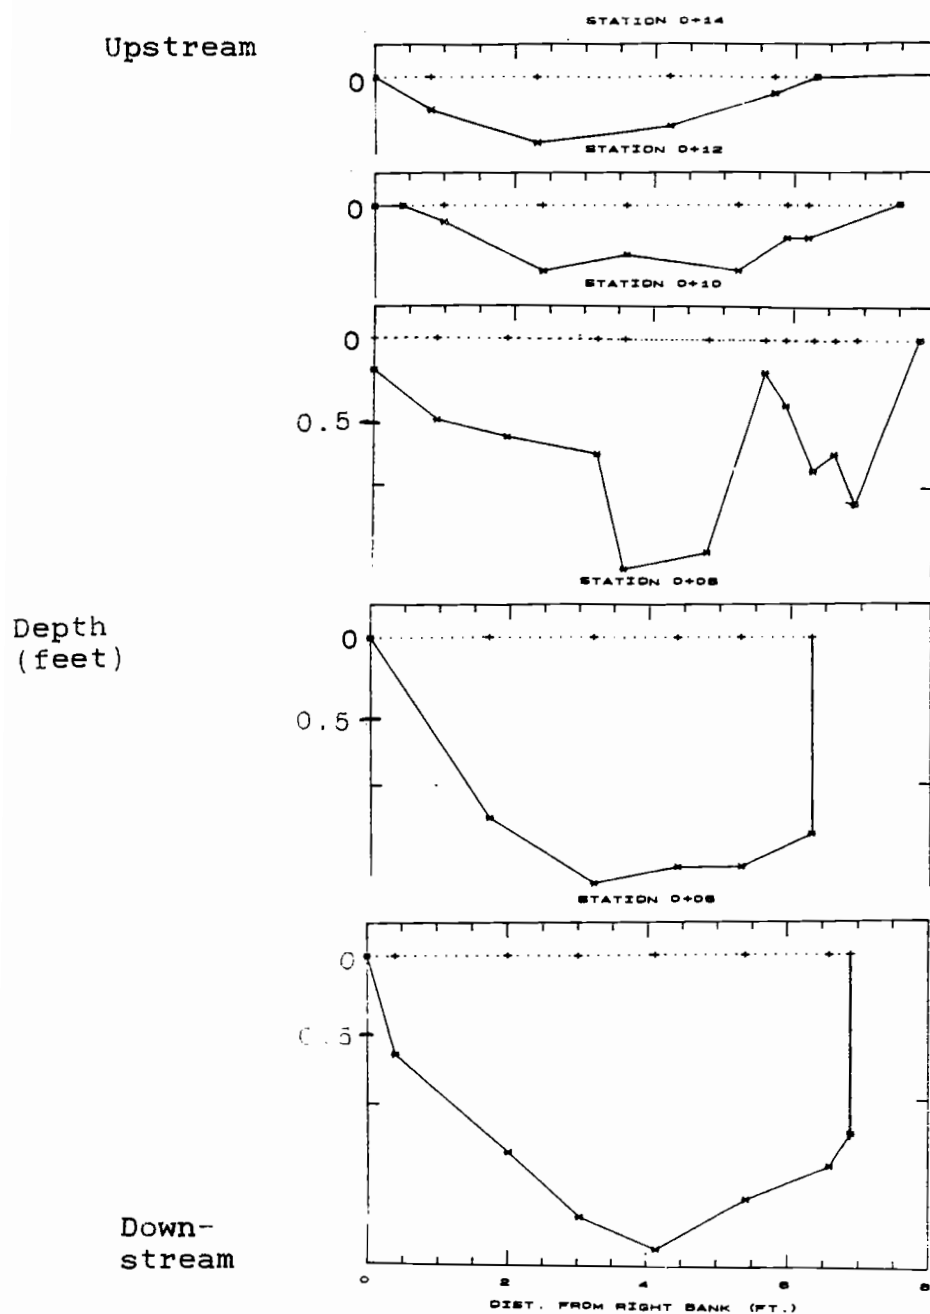 STATION 0+14
Upstream
0
STATION 0+12
0
STATION 0+10
0
0.5
STATION 0+08
Depth
(feet)
0
0.5
STATION 0+06
0
0.5
Down-
stream
0 2 4 6 8
DIST. FROM RIGHT BANK (FT.)